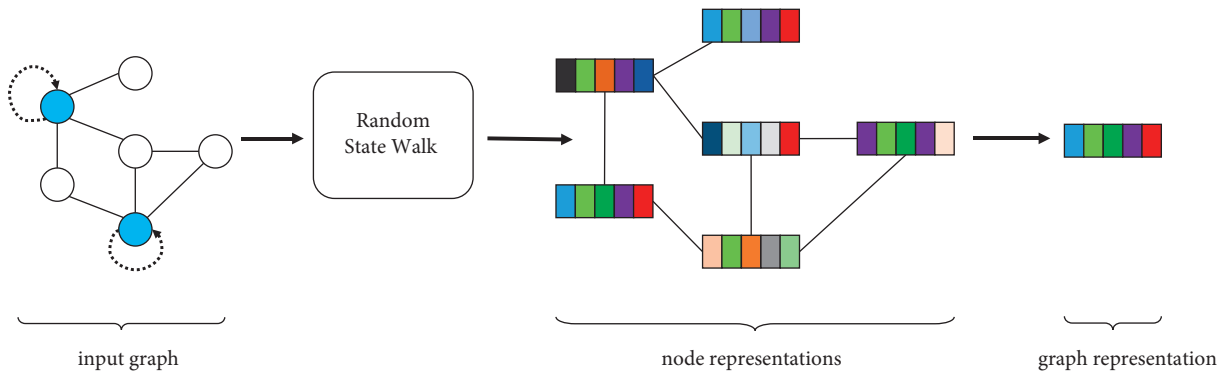 Random
State Walk
input graph
node representations
graph representation